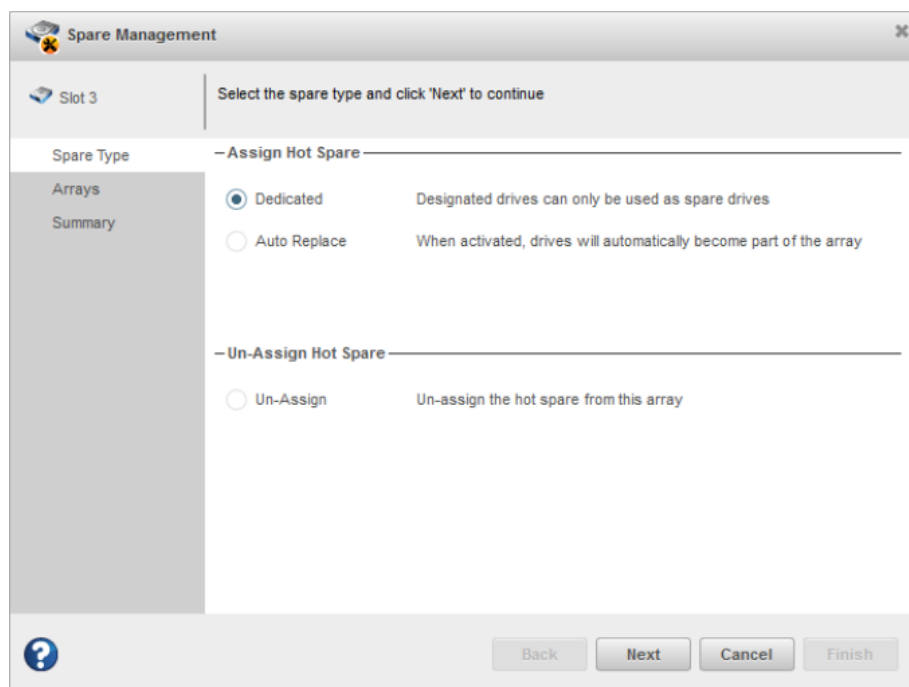 Spare Management
Slot 3
Select the spare type and click 'Next' to continue
Spare Type
Arrays
Summary
Assign Hot Spare
Dedicated Designated drives can only be used as spare drives
Auto Replace When activated, drives will automatically become part of the array
Un-Assign Hot Spare
Un-Assign Un-assign the hot spare from this array
? Back Next Cancel Finish